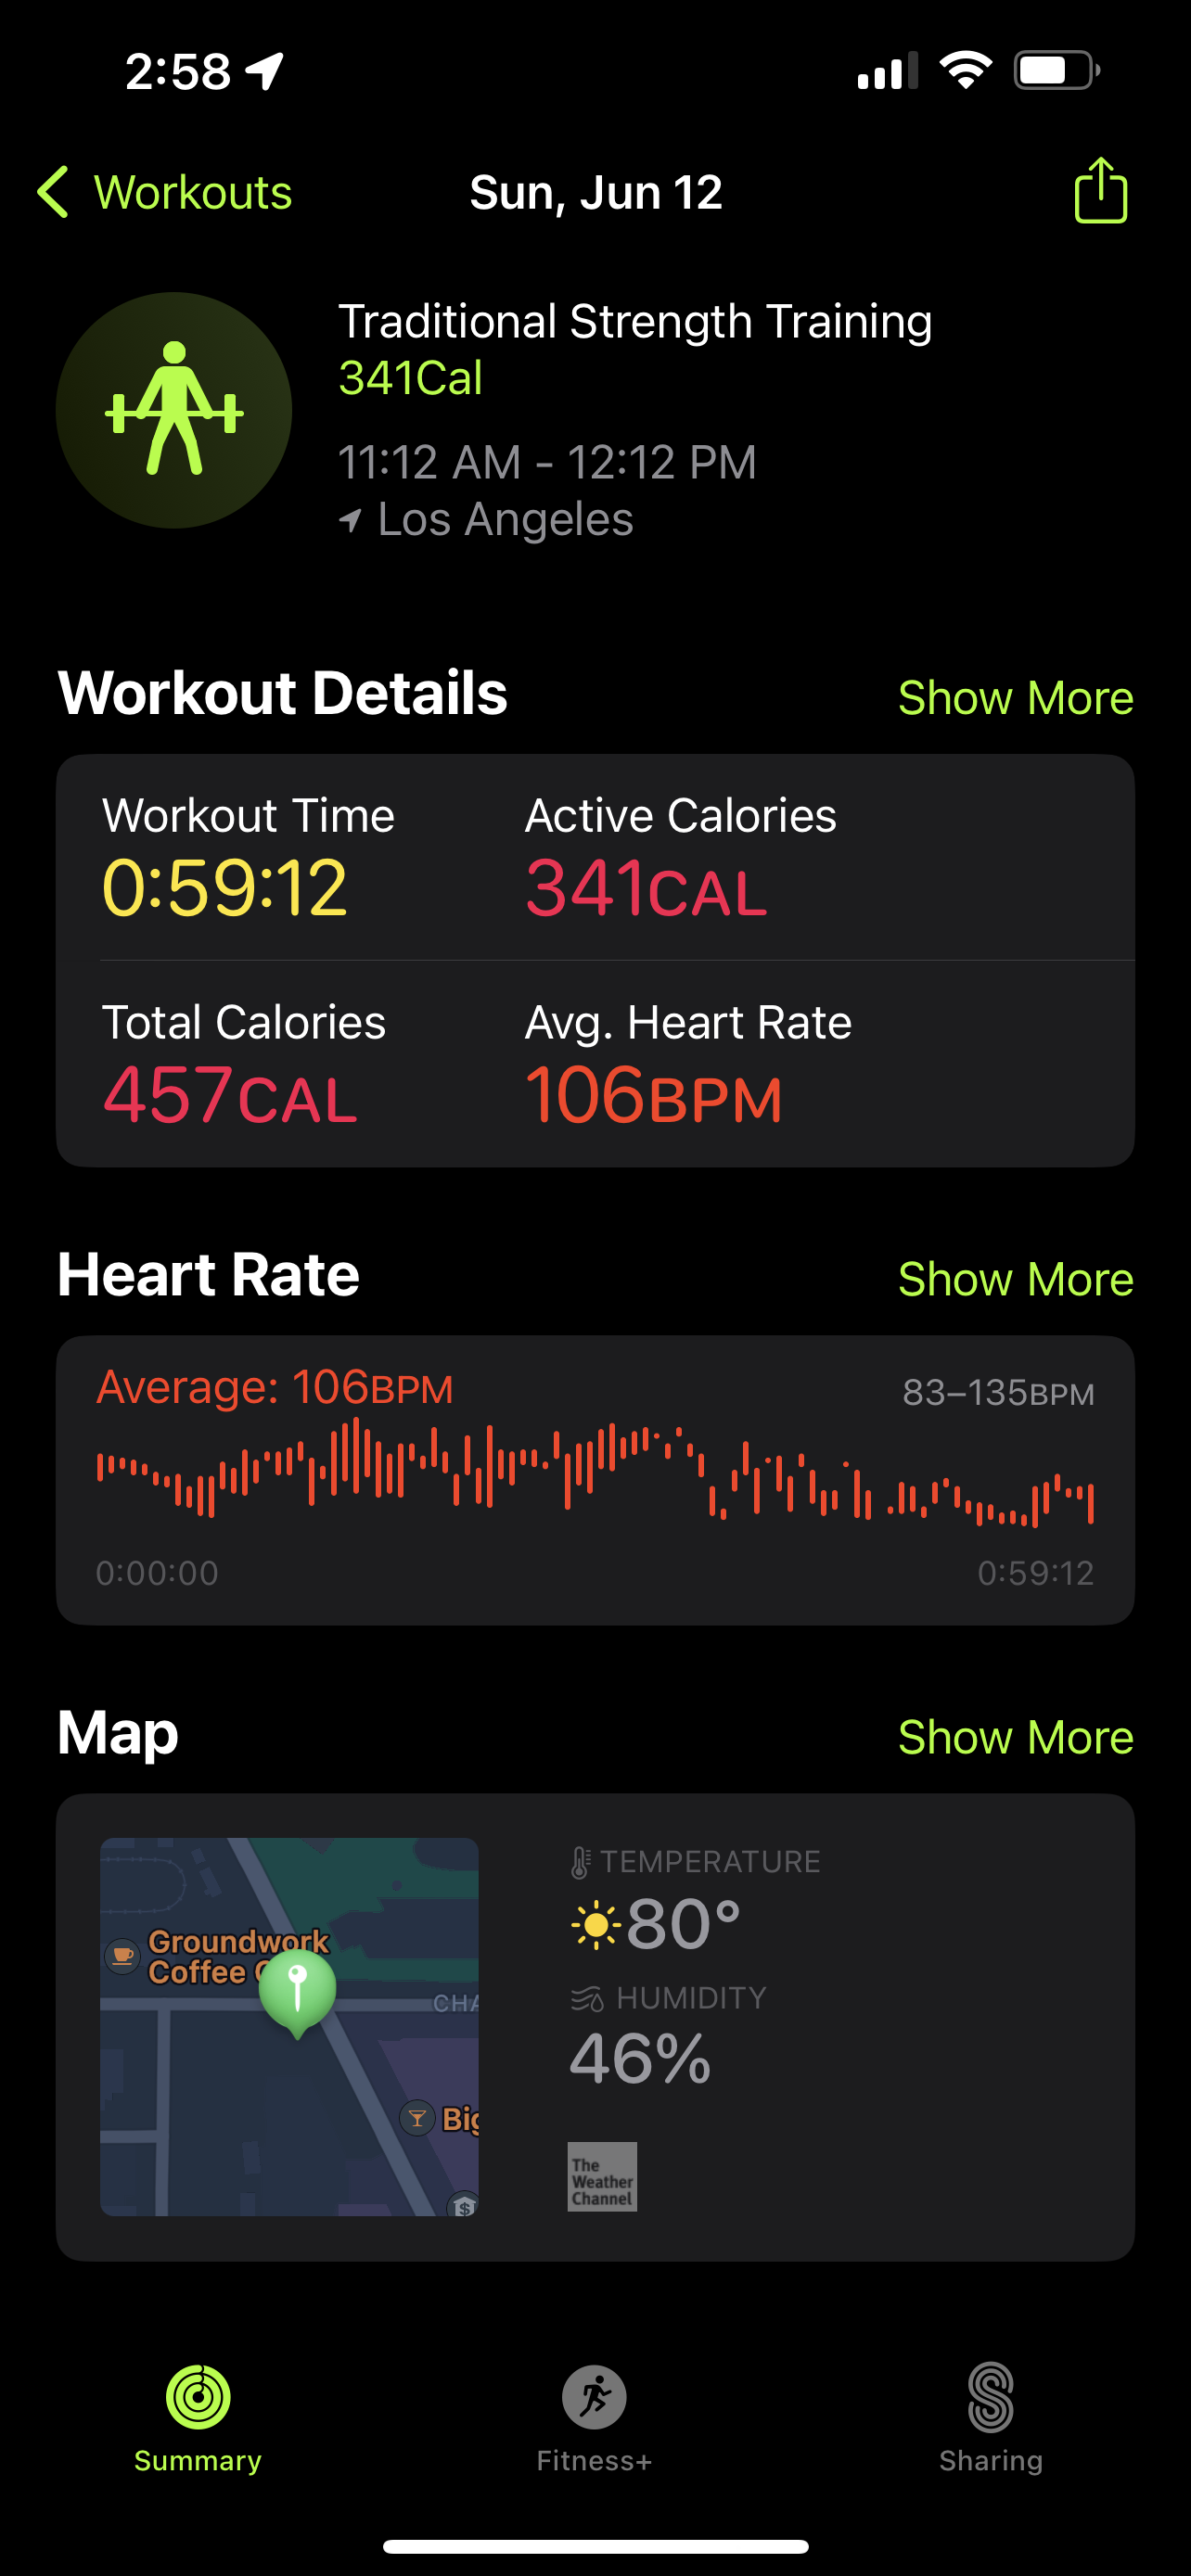 2:58
Workouts
Sun, Jun 12
Traditional Strength Training
341Cal
11:12 AM - 12:12 PM
Los Angeles
Workout Details
Show More
Workout Time
Active Calories
0:59:12
341CAL
Total Calories
Avg. Heart Rate
457CAL
106BPM
Heart Rate
Show More
Average: 106BPM
83–135BPM
0:00:00
0:59:12
Map
Show More
Groundwork
Coffee
CHA
Big
$
TEMPERATURE
80°
HUMIDITY
46%
The
Weather
Channel
Summary
Fitness+
Sharing